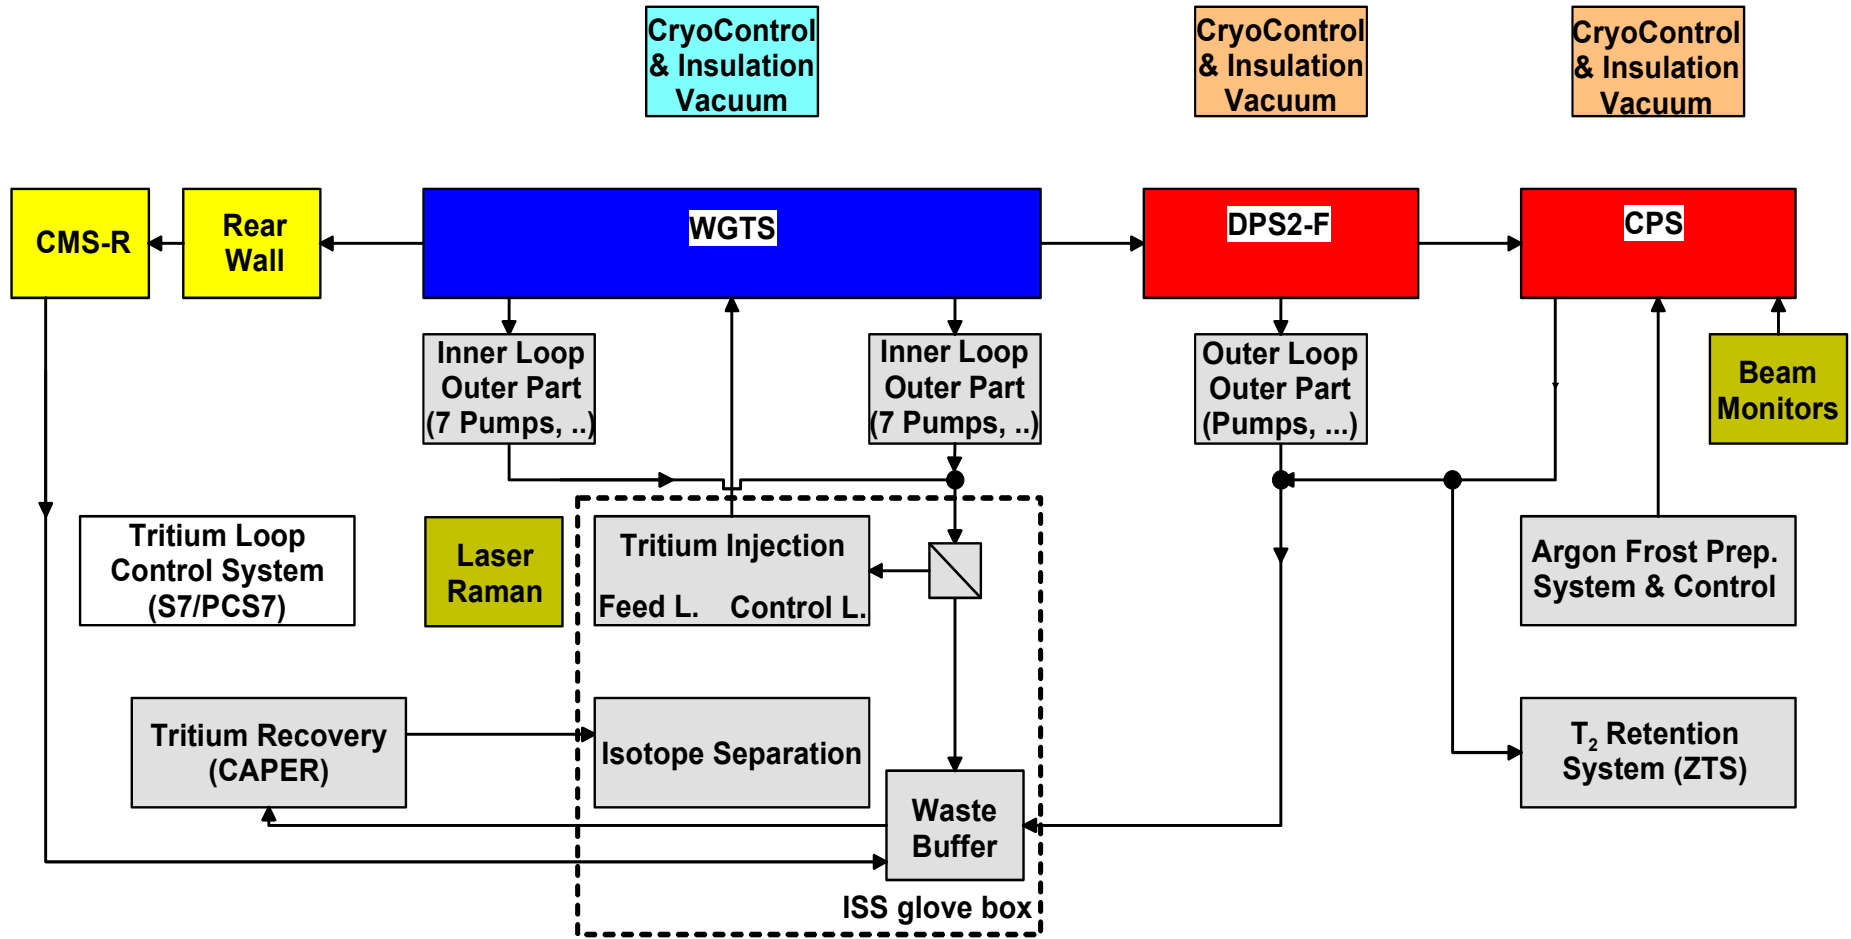 CryoControl
& Insulation
Vacuum
CryoControl
& Insulation
Vacuum
CryoControl
& Insulation
Vacuum
CMS-R
Rear
Wall
WGTS
DPS2-F
CPS
Inner Loop
Outer Part
(7 Pumps, ..)
Inner Loop
Outer Part
(7 Pumps, ..)
Outer Loop
Outer Part
(Pumps, ...)
Beam
Monitors
Tritium Loop
Control System
(S7/PCS7)
Laser
Raman
Tritium Injection
Feed L. Control L.
Argon Frost Prep.
System & Control
Tritium Recovery
(CAPER)
Isotope Separation
Waste
Buffer
T₂ Retention
System (ZTS)
ISS glove box